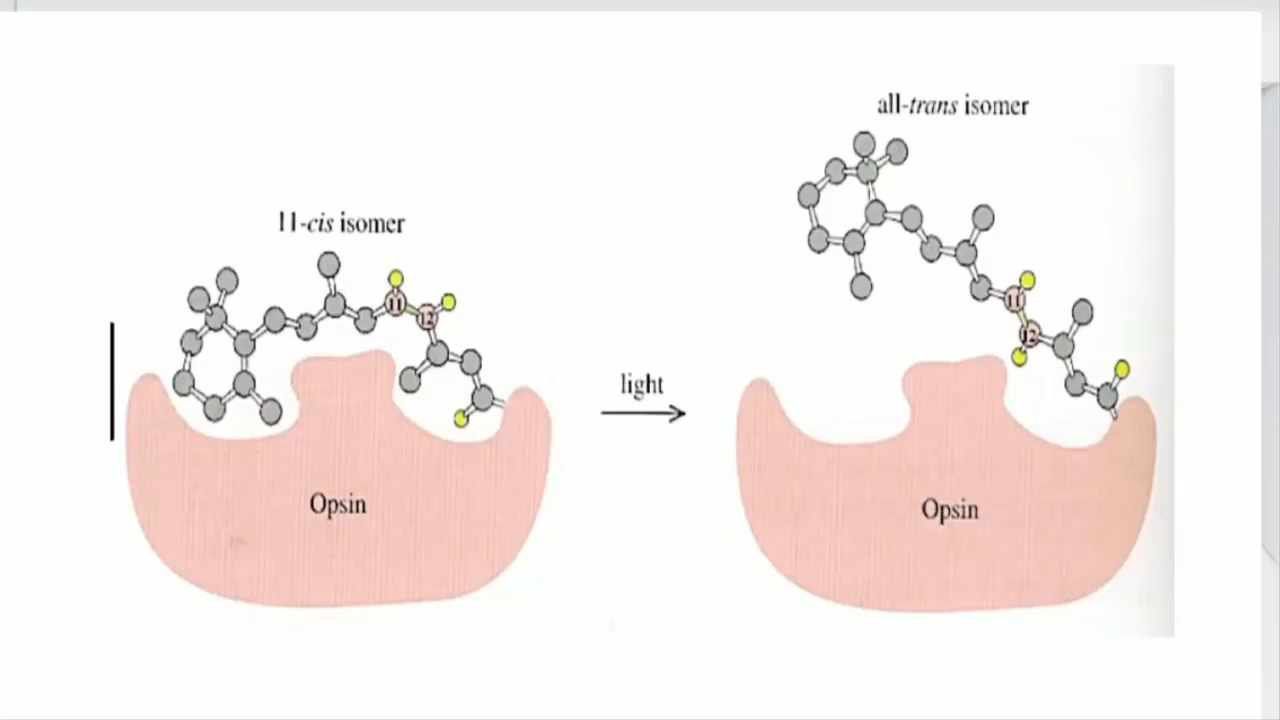 all-trans isomer
11-cis isomer
11
12
11
12
light
Opsin
Opsin